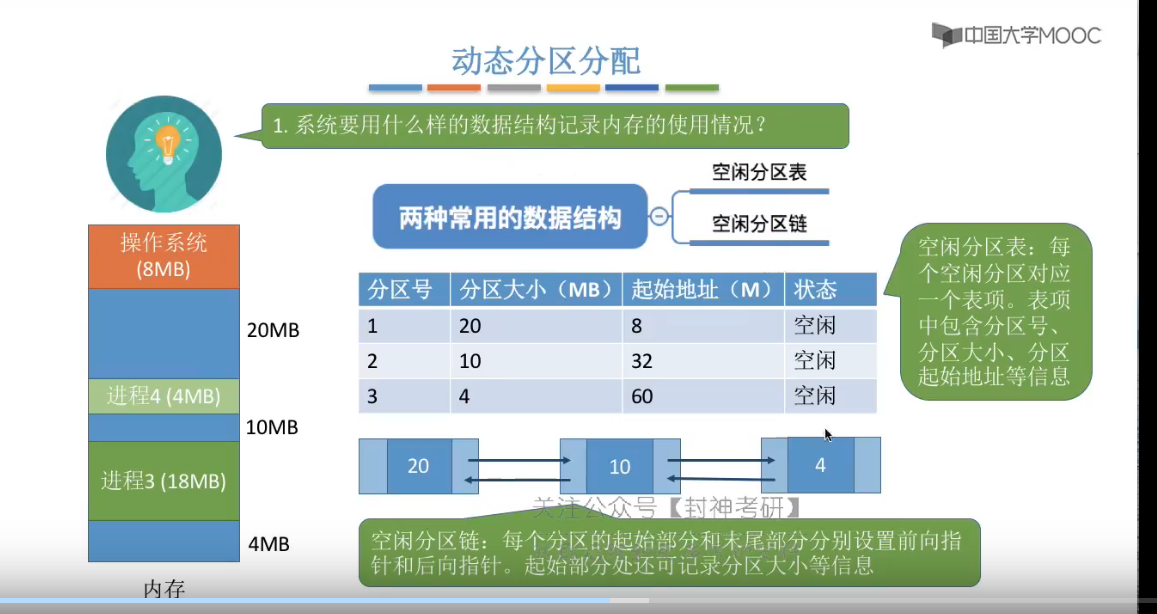 中国大学MOOC
动态分区分配
1. 系统要用什么样的数据结构记录内存的使用情况？
两种常用的数据结构
空闲分区表
空闲分区链
操作系统
(8MB)
20MB
进程4 (4MB)
10MB
进程3 (18MB)
4MB
内存
分区号 分区大小（MB） 起始地址（M） 状态
1 20 8 空闲
2 10 32 空闲
3 4 60 空闲
空闲分区表：每
个空闲分区对应
一个表项。表项
中包含分区号、
分区大小、分区
起始地址等信息
20 10 4
关注公众号【封神考研】
空闲分区链：每个分区的起始部分和末尾部分分别设置前向指
针和后向指针。起始部分处还可记录分区大小等信息